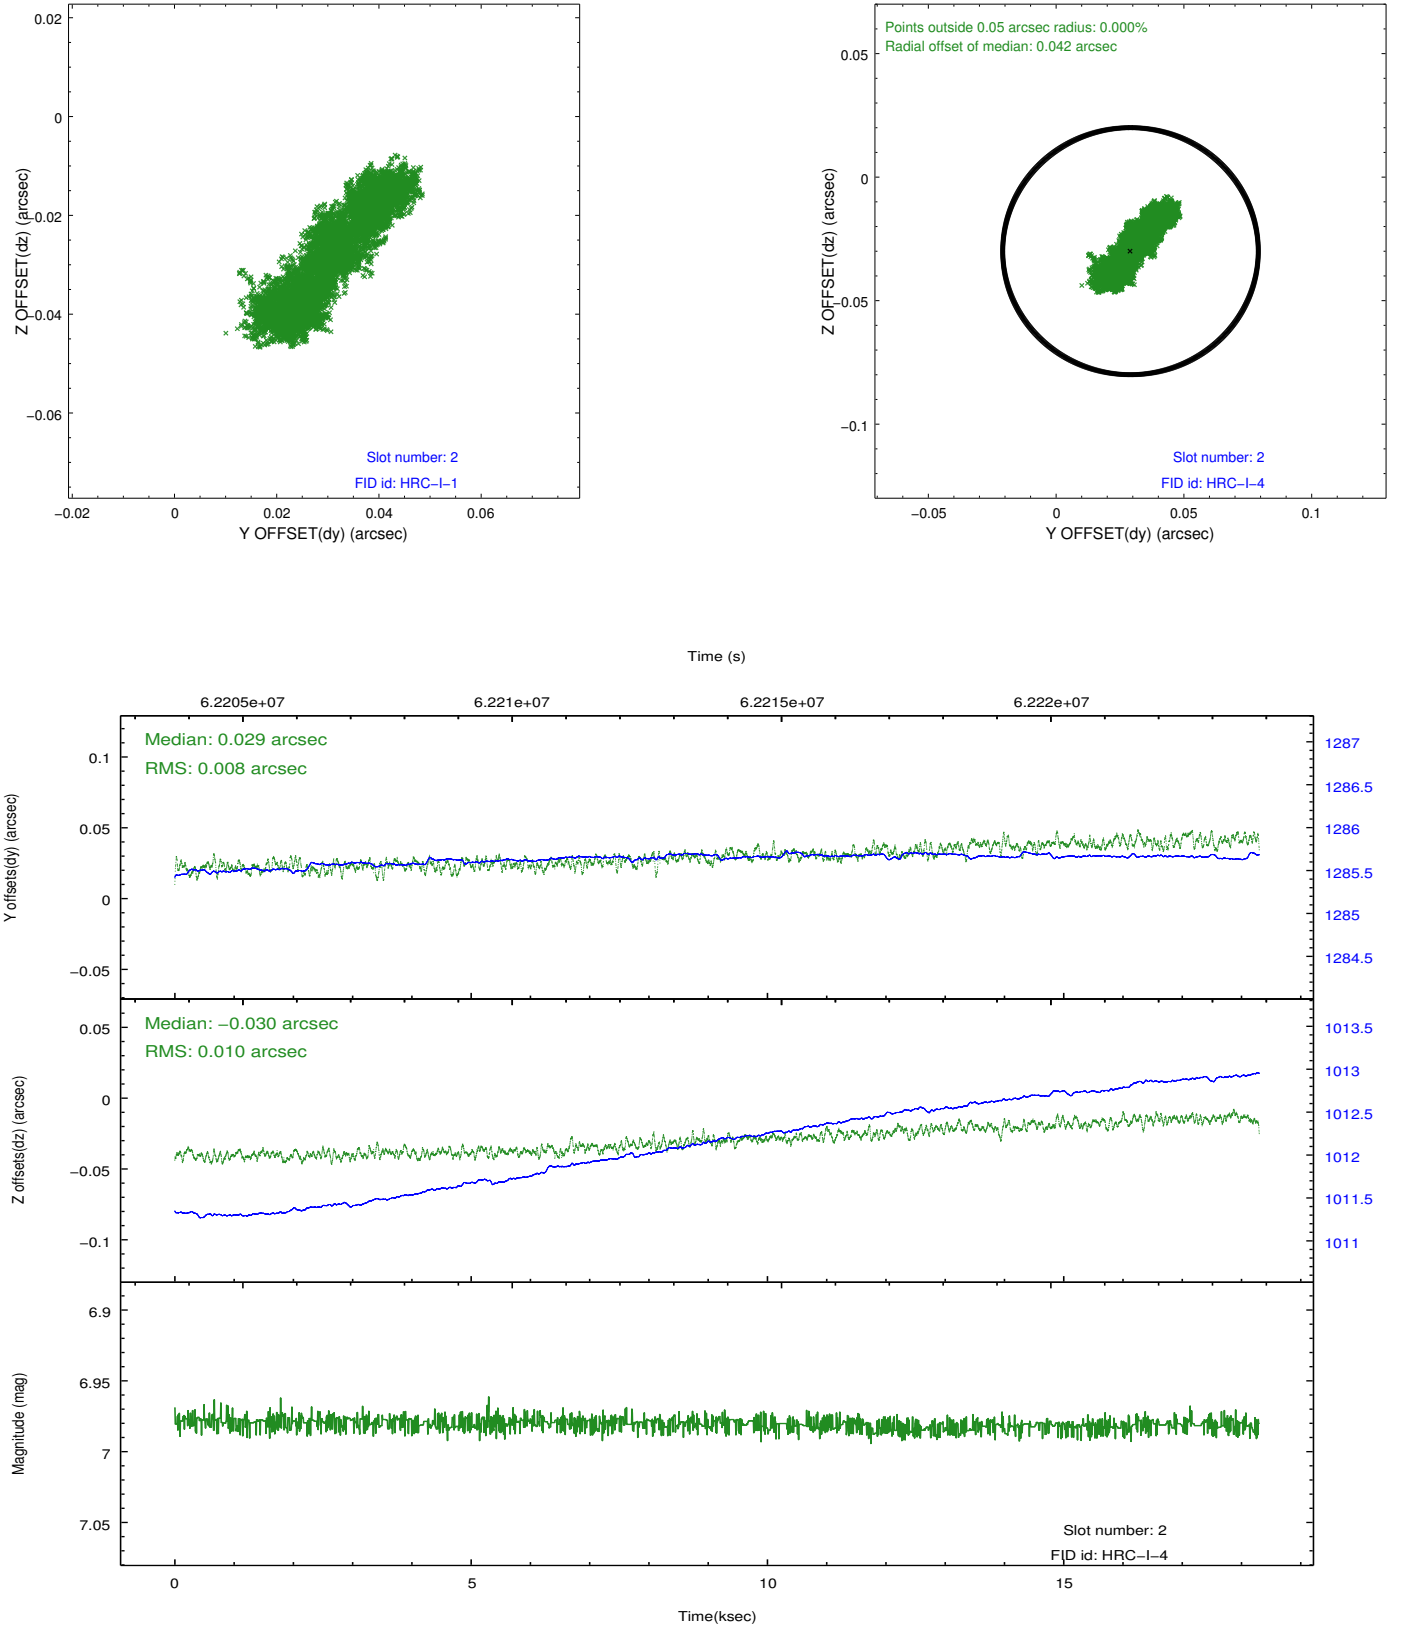 0.02
0
−0.02
−0.04
−0.06
Z OFFSET(dz) (arcsec)
Slot number: 2
FID id: HRC−I−1
−0.02 0 0.02 0.04 0.06
Y OFFSET(dy) (arcsec)
Points outside 0.05 arcsec radius: 0.000%
Radial offset of median: 0.042 arcsec
0.05
0
−0.05
−0.1
Z OFFSET(dz) (arcsec)
Slot number: 2
FID id: HRC−I−4
−0.05 0 0.05 0.1
Y OFFSET(dy) (arcsec)
Time (s)
6.2205e+07 6.221e+07 6.2215e+07 6.222e+07
Median: 0.029 arcsec
RMS: 0.008 arcsec
0.1
0.05
0
−0.05
Y offsets(dy) (arcsec)
1287
1286.5
1286
1285.5
1285
1284.5
Median: −0.030 arcsec
RMS: 0.010 arcsec
0.05
0
−0.05
−0.1
Z offsets(dz) (arcsec)
1013.5
1013
1012.5
1012
1011.5
1011
6.9
6.95
7
7.05
Magnitude (mag)
Slot number: 2
FID id: HRC−I−4
0 5 10 15
Time(ksec)